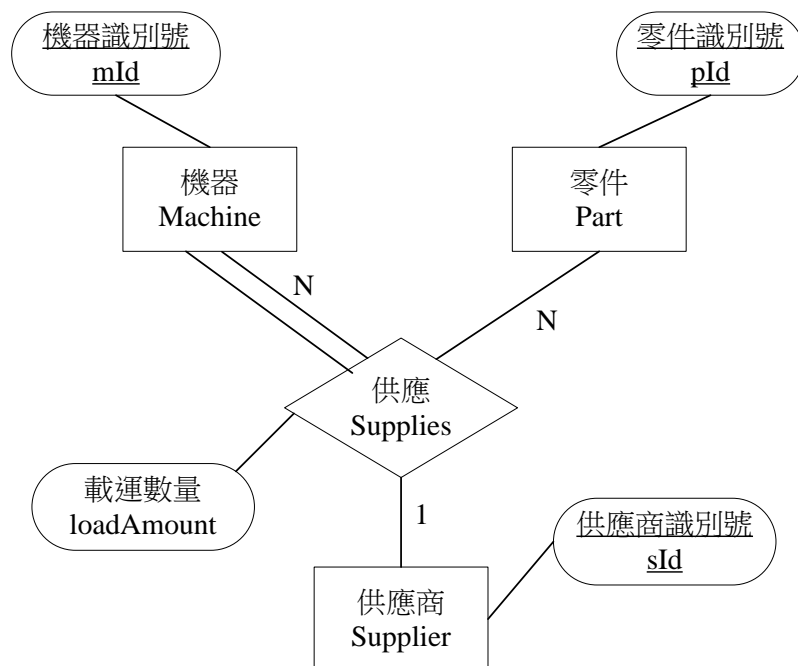 機器識別號
mId
零件識別號
pId
機器
Machine
零件
Part
N
N
供應
Supplies
載運數量
loadAmount
1
供應商識別號
sId
供應商
Supplier